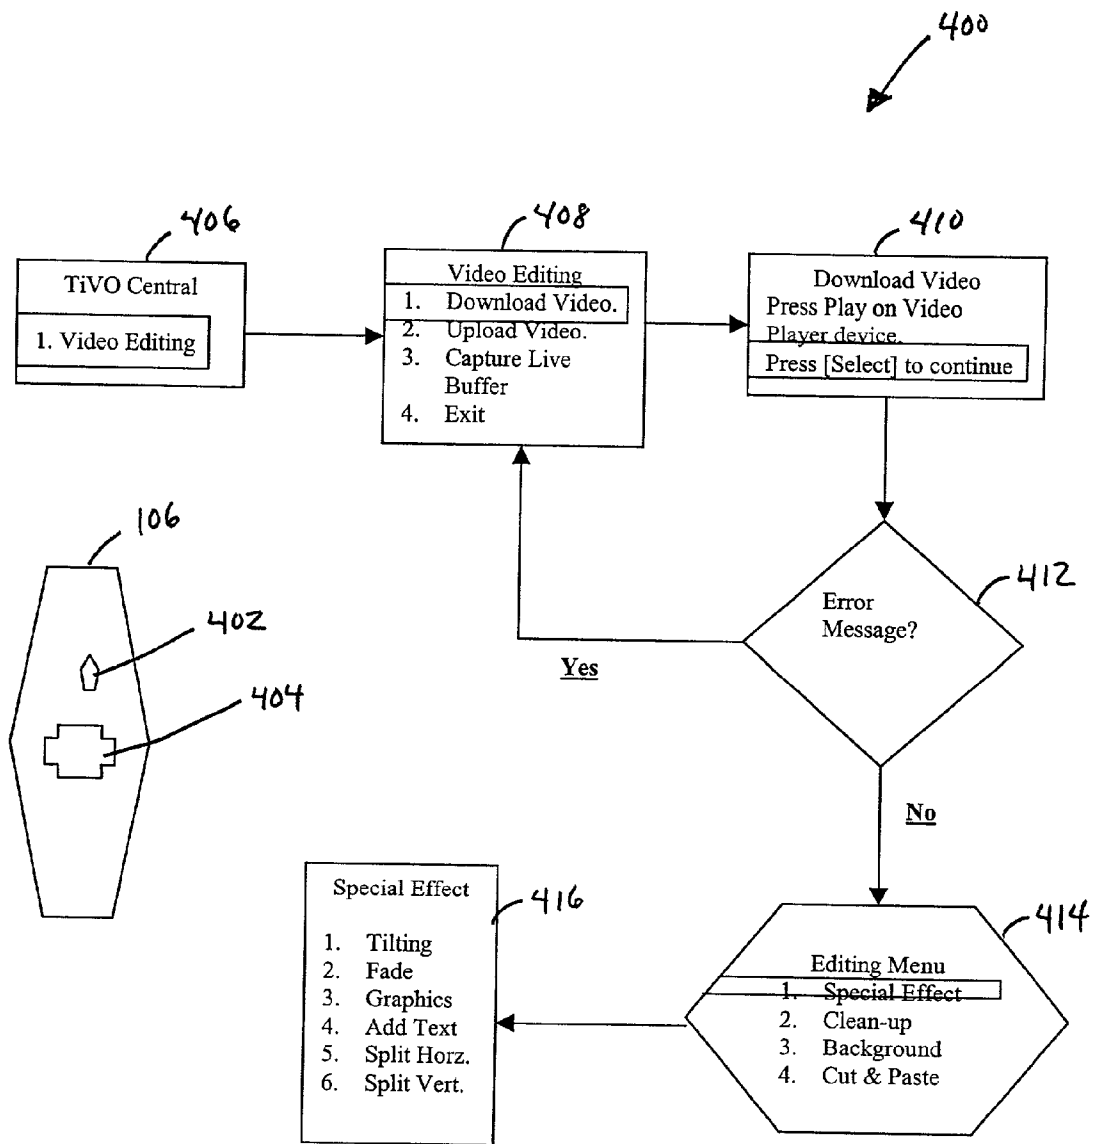 400
406
TiVO Central
1. Video Editing
408
Video Editing
1. Download Video.
2. Upload Video.
3. Capture Live
Buffer
4. Exit
410
Download Video
Press Play on Video
Player device.
Press [Select] to continue
106
402
404
412
Error
Message?
Yes
No
416
Special Effect
1. Tilting
2. Fade
3. Graphics
4. Add Text
5. Split Horz.
6. Split Vert.
414
Editing Menu
1. Special Effect
2. Clean-up
3. Background
4. Cut & Paste